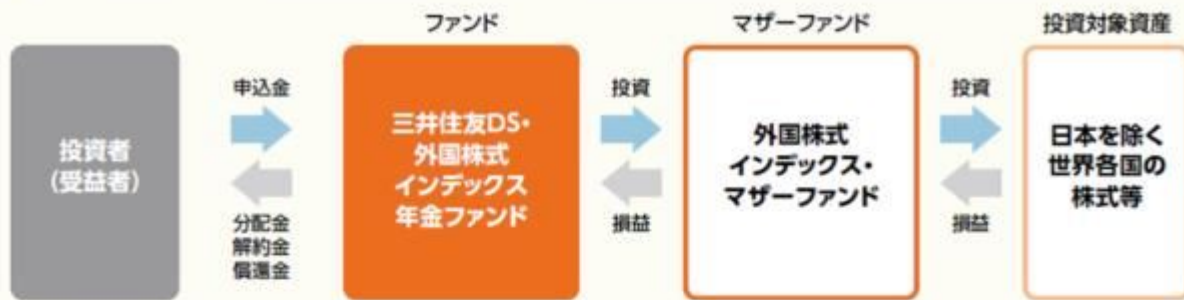 ファンド
マザーファンド
投資対象資産
投資者
(受益者)
申込金
分配金
解約金
償還金
三井住友DS・
外国株式
インデックス
年金ファンド
投資
損益
外国株式
インデックス・
マザーファンド
投資
損益
日本を除く
世界各国の
株式等